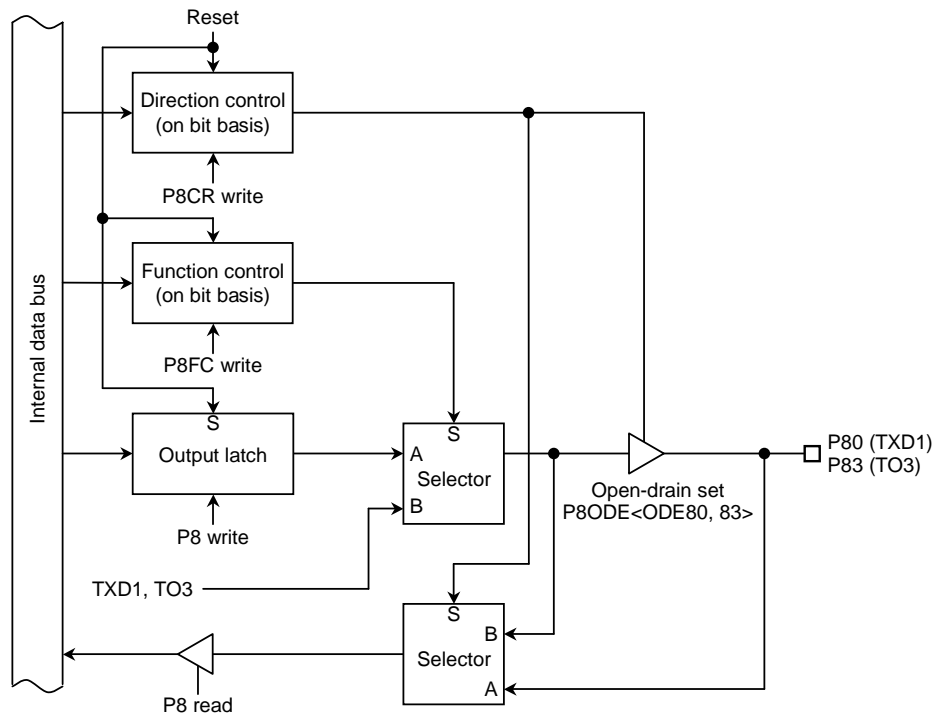 Reset
Direction control
(on bit basis)
P8CR write
Internal data bus
Function control
(on bit basis)
P8FC write
S
Output latch
P8 write
S
A
Selector
B
P80 (TXD1)
P83 (TO3)
Open-drain set
P8ODE<ODE80, 83>
TXD1, TO3
S
B
Selector
A
P8 read